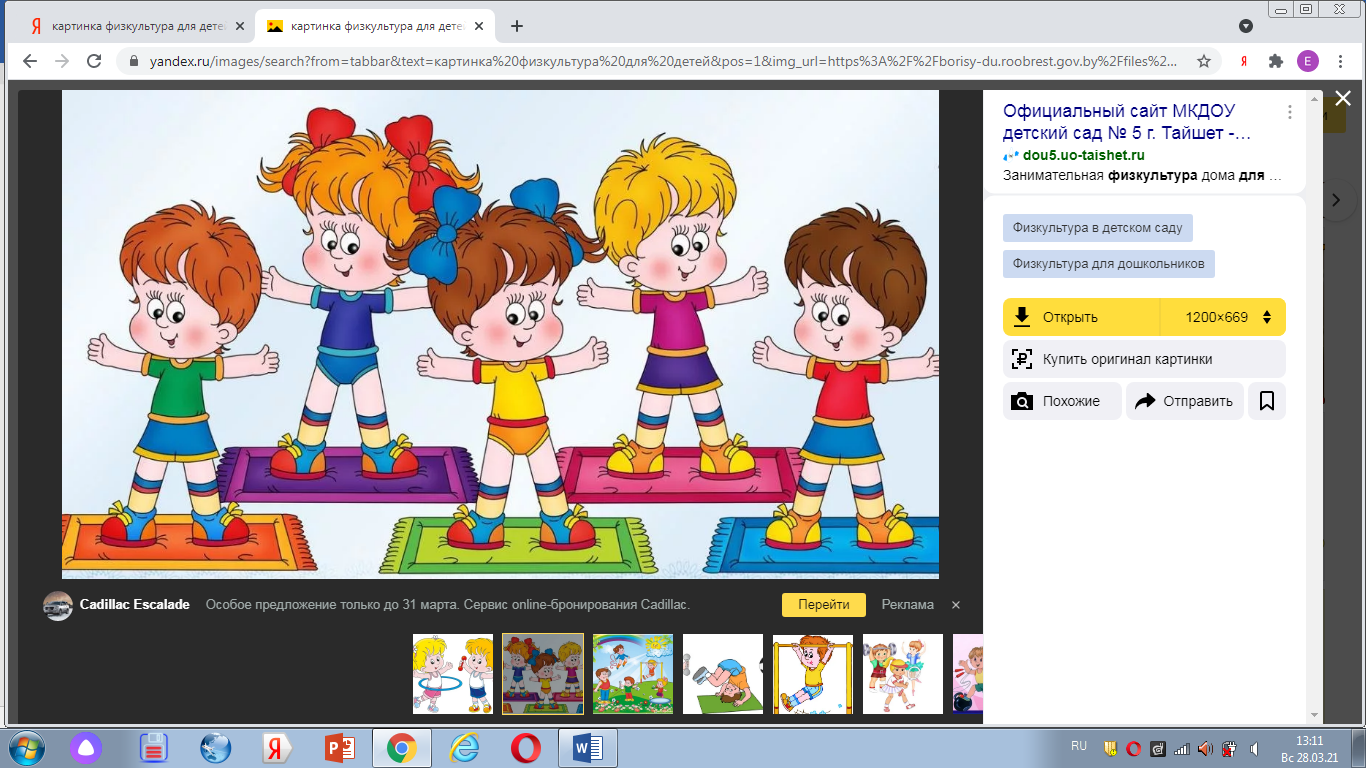 картинка физкультура для дете
картинка физкультура для дете
yandex.ru/images/search?from=tabbar&text=картинка%20физкультура%20для%20детей&pos=1&img_url=https%3A%2F%2Fborisy-du.roobrest.gov.by%2Ffiles%2...
E
Официальный сайт МКДОУ
детский сад № 5 г. Тайшет -...
dou5.uo-taishet.ru
Занимательная физкультура дома для ...
Физкультура в детском саду
Физкультура для дошкольников
Открыть 1200×669
Купить оригинал картинки
Похожие Отправить
Cadillac Escalade Особое предложение только до 31 марта. Сервис online-бронирования Cadillac. Перейти Реклама
RU
13:11
Вс 28.03.21